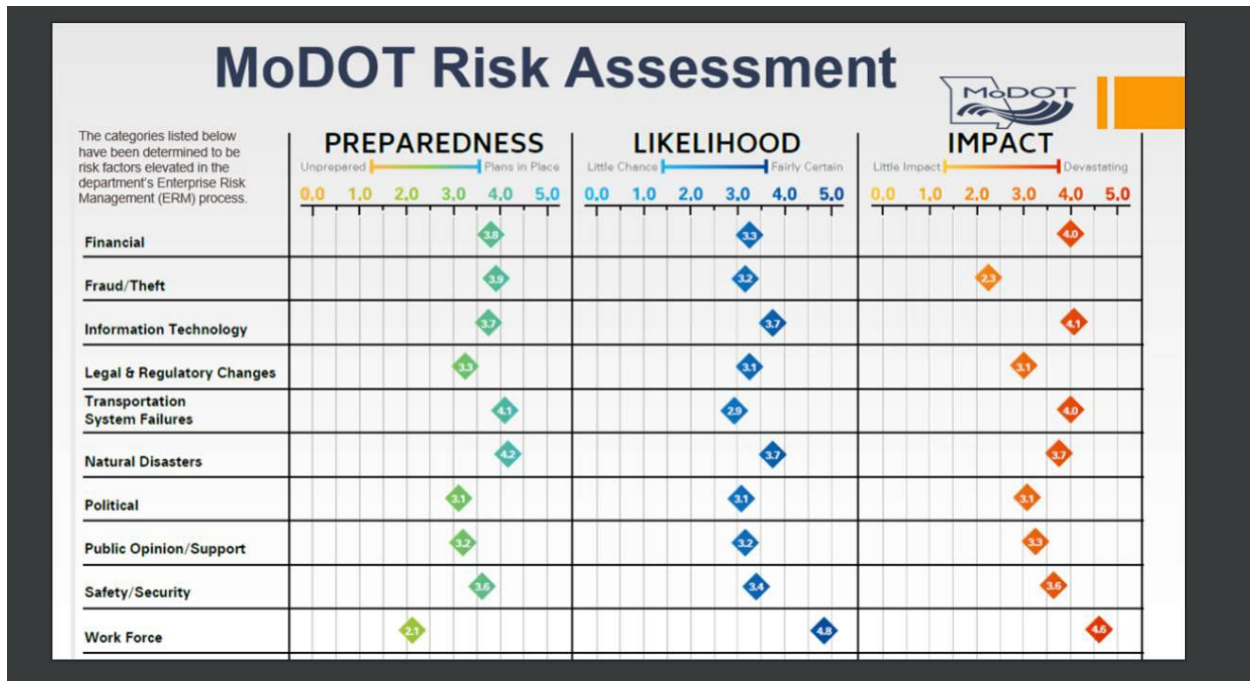 MoDOT Risk Assessment
MoDOT
The categories listed below
have been determined to be
risk factors elevated in the
department's Enterprise Risk
Management (ERM) process.
PREPAREDNESS LIKELIHOOD IMPACT
Unprepared Plans in Place Little Chance Fairly Certain Little Impact Devastating
0.0 1.0 2.0 3.0 4.0 5.0 0.0 1.0 2.0 3.0 4.0 5.0 0.0 1.0 2.0 3.0 4.0 5.0
Financial 3.8 3.3 4.0
Fraud/Theft 3.9 3.2 2.3
Information Technology 3.7 3.7 4.1
Legal & Regulatory Changes 3.3 3.1 3.1
Transportation
System Failures 4.1 2.9 4.0
Natural Disasters 4.2 3.7 3.7
Political 3.1 3.1 3.1
Public Opinion/Support 3.2 3.2 3.3
Safety/Security 3.6 3.4 3.6
Work Force 2.1 4.8 4.6